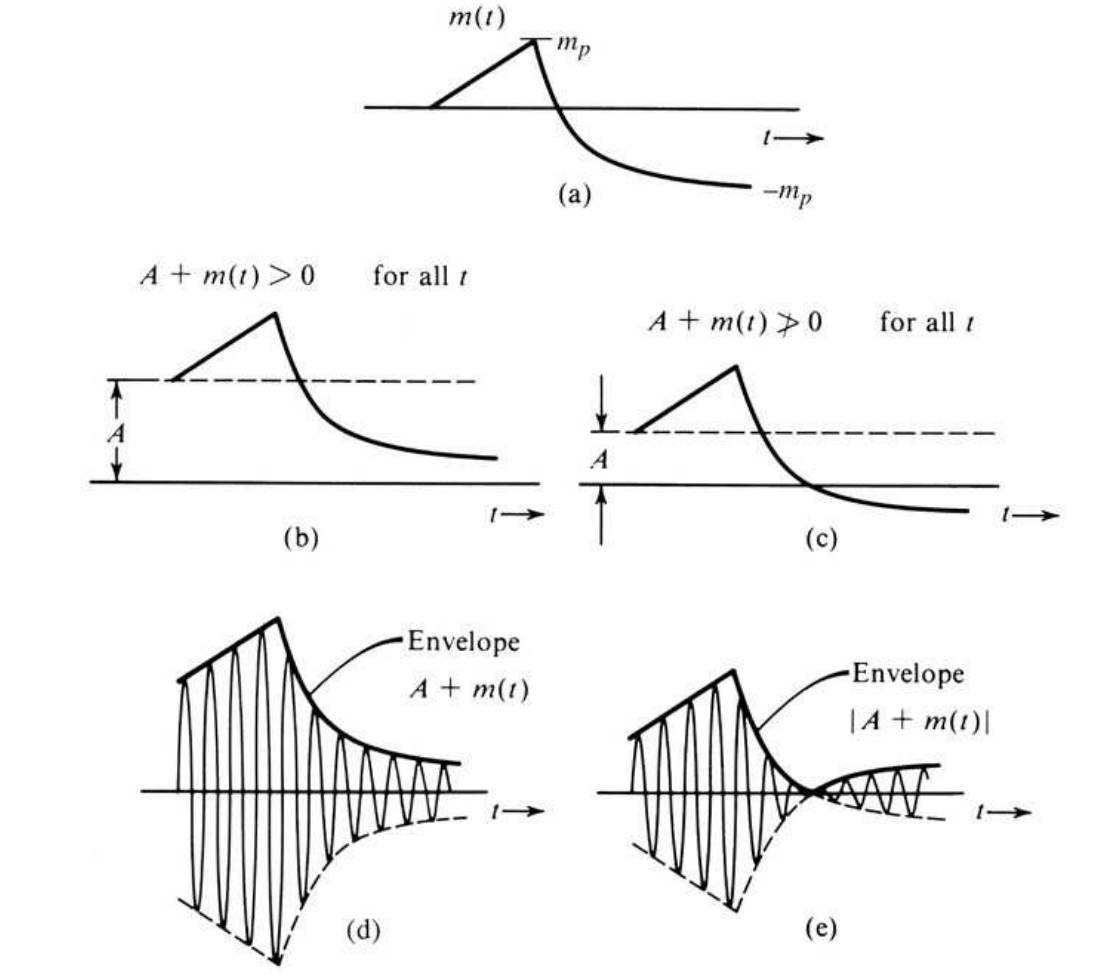 m(t)
m_p
t
(a)
−m_p
A + m(t) > 0 for all t
A
t
(b)
A + m(t) ≯ 0 for all t
A
t
(c)
Envelope
A + m(t)
t
(d)
Envelope
|A + m(t)|
t
(e)